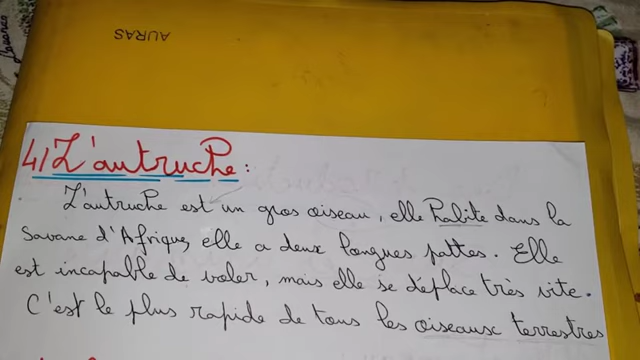 AURAS
4) L'autruche :
L'autruche est un gros oiseau, elle habite dans la
savane d'Afrique, elle a deux longues pattes. Elle
est incapable de voler, mais elle se déplace très vite.
C'est le plus rapide de tous les oiseaux terrestres